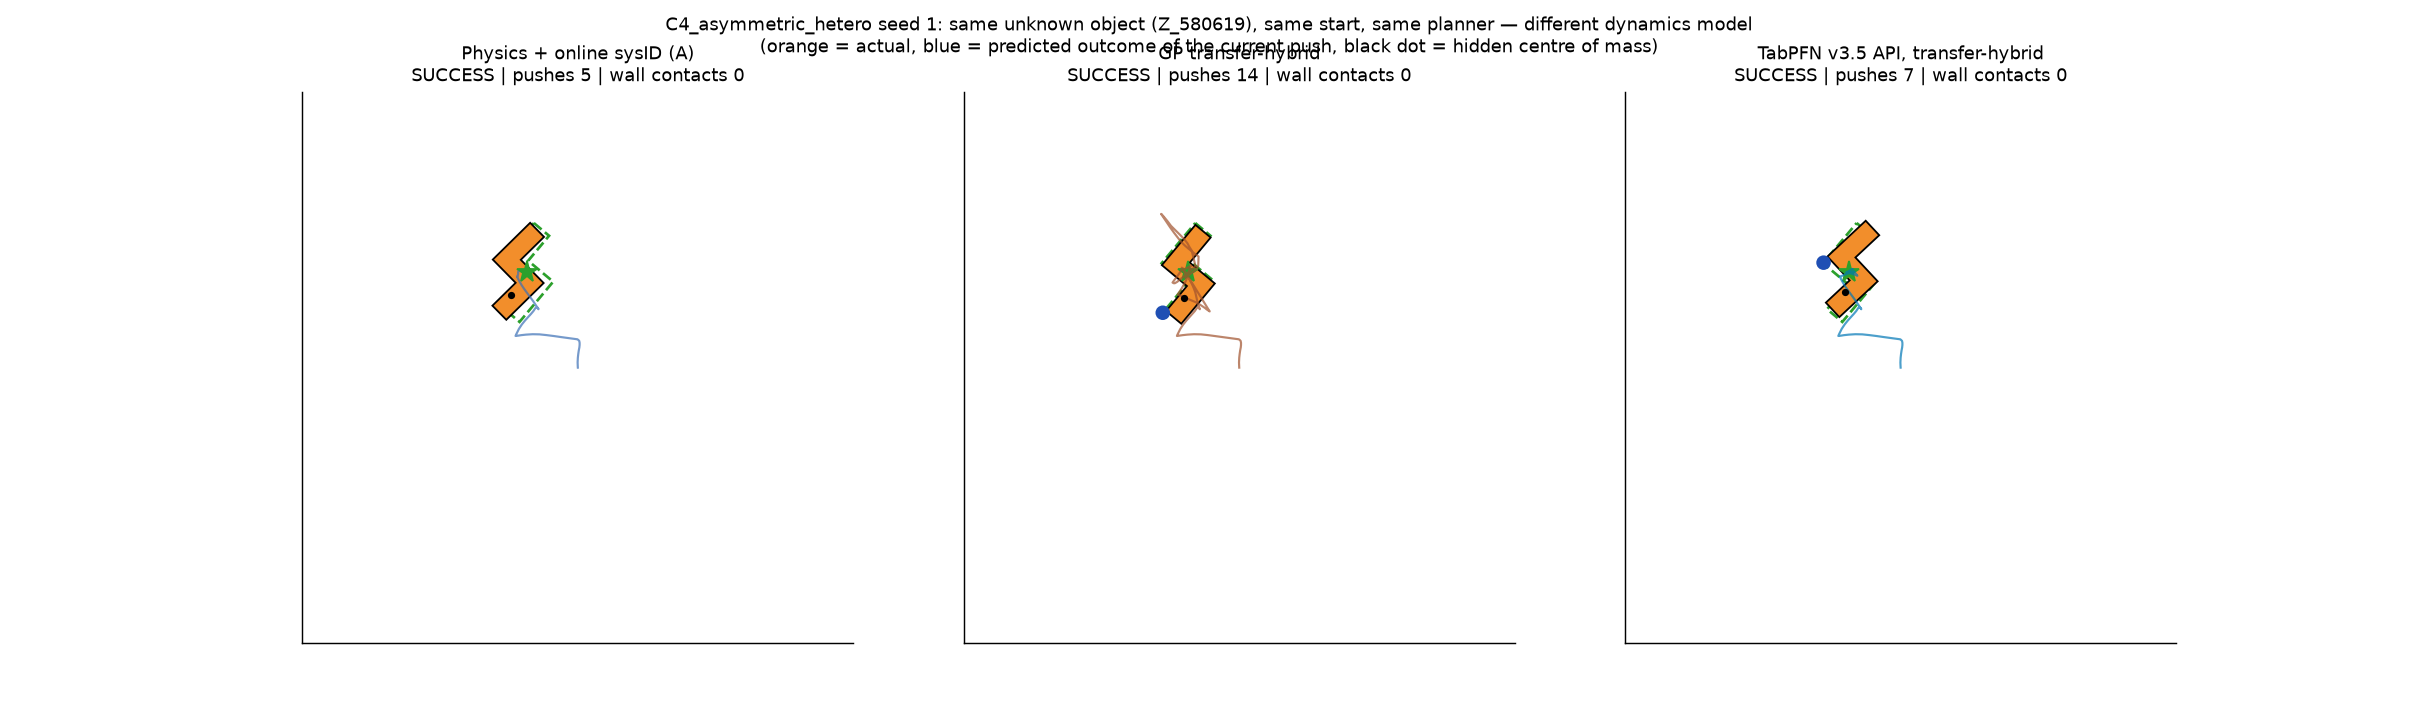 C4_asymmetric_hetero seed 1: same unknown object (Z_580619), same start, same planner — different dynamics model
(orange = actual, blue = predicted outcome of the current push, black dot = hidden centre of mass)
Physics + online sysID (A)
SUCCESS | pushes 5 | wall contacts 0
GP transfer-hybrid
SUCCESS | pushes 14 | wall contacts 0
TabPFN v3.5 API, transfer-hybrid
SUCCESS | pushes 7 | wall contacts 0